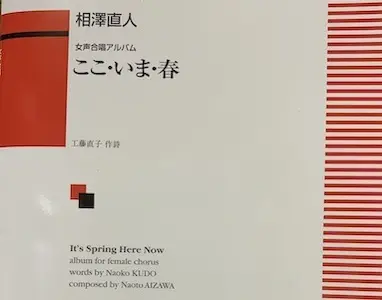 相澤直人
女声合唱アルバム
ここ・いま・春
工藤直子 作詩
It's Spring Here Now
album for female chorus
words by Naoko KUDO
composed by Naoto AIZAWA